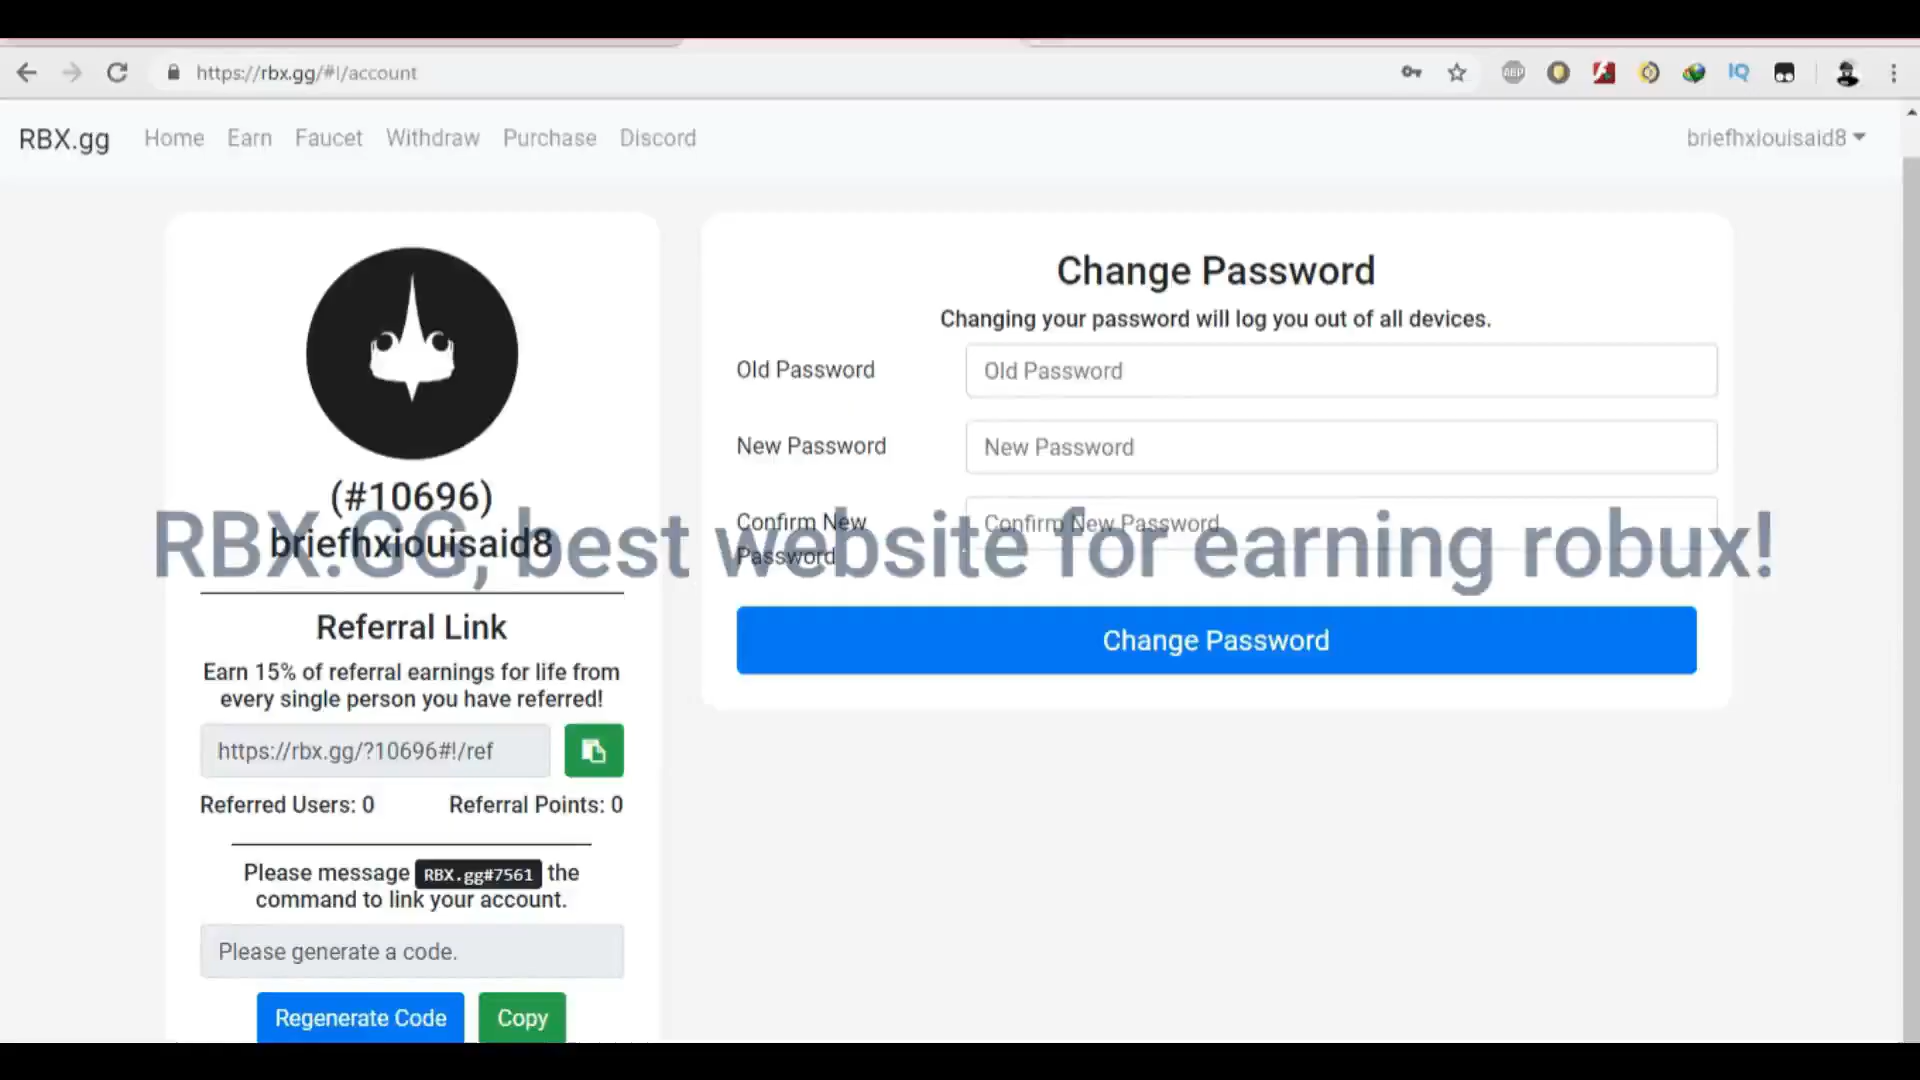 https://rbx.gg/#!/account
ABP
IQ
RBX.gg Home Earn Faucet Withdraw Purchase Discord briefhxiouisaid8
(#10696)
briefhxiouisaid8
Referral Link
Earn 15% of referral earnings for life from
every single person you have referred!
https://rbx.gg/?10696#!/ref
Referred Users: 0 Referral Points: 0
Please message RBX.gg#7561 the
command to link your account.
Please generate a code.
Regenerate Code Copy
Change Password
Changing your password will log you out of all devices.
Old Password Old Password
New Password New Password
Confirm New
Password
Confirm New Password
Change Password
RBX.GG, best website for earning robux!